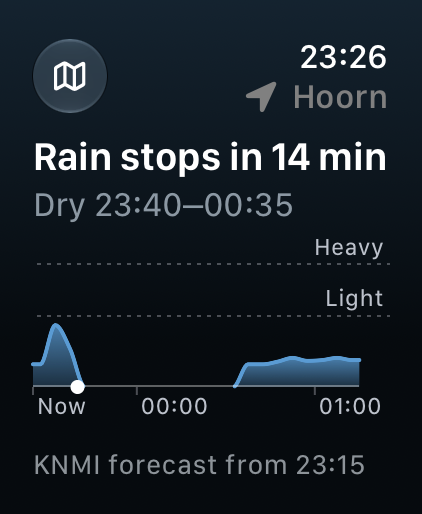 23:26
Hoorn
Rain stops in 14 min
Dry 23:40–00:35
Heavy
Light
Now 00:00 01:00
KNMI forecast from 23:15